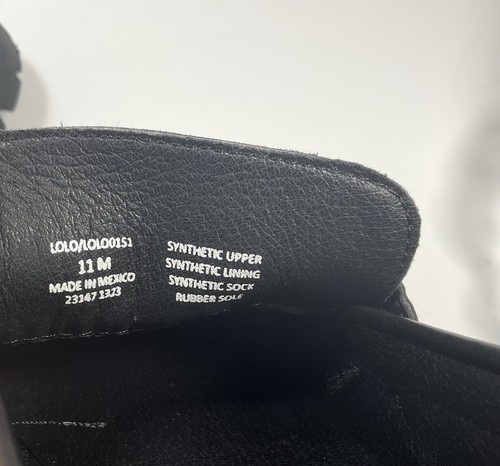 LOLO/LOLO01S1
11 M
MADE IN MEXICO
23147 1323
SYNTHETIC UPPER
SYNTHETIC LINING
SYNTHETIC SOCK
RUBBER SOLE